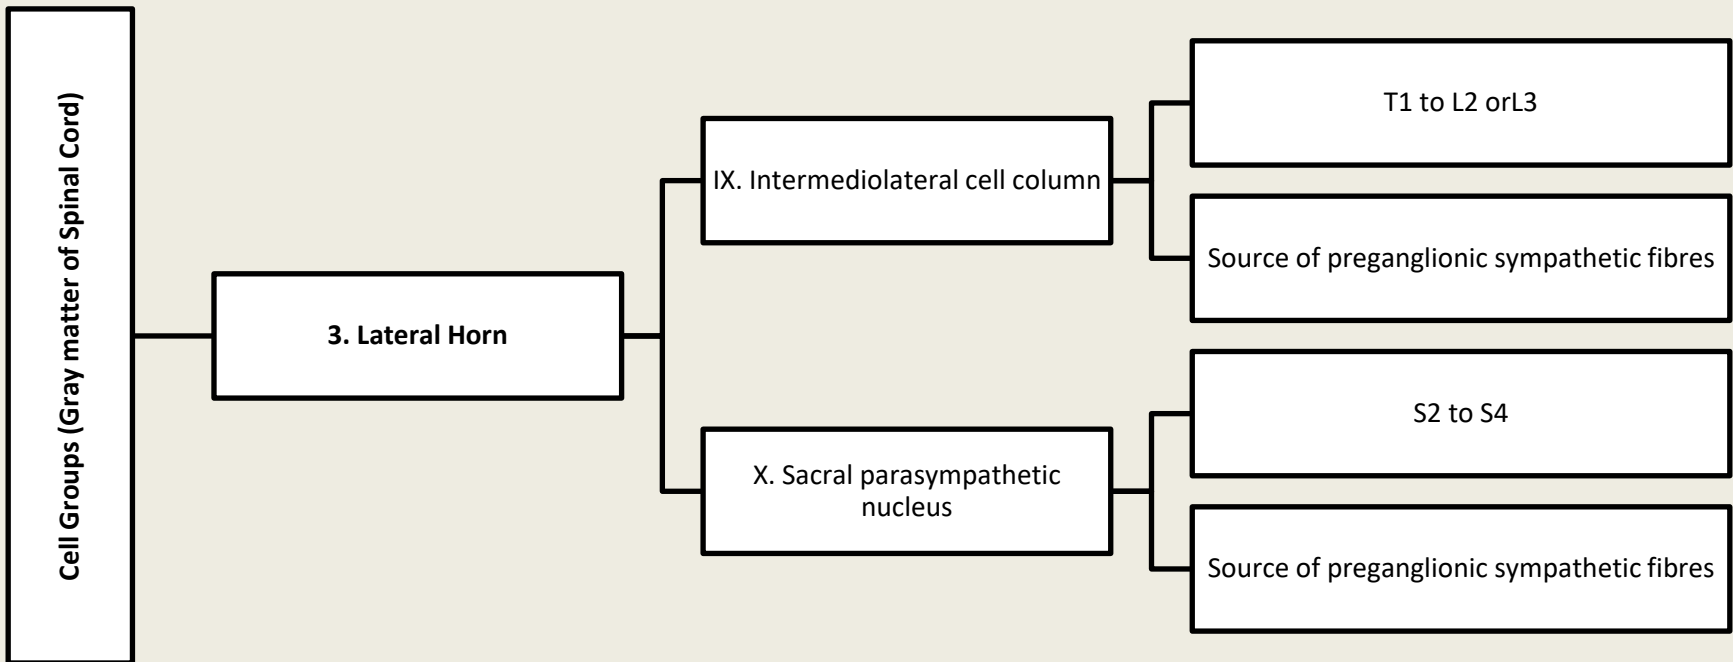 Cell Groups (Gray matter of Spinal Cord)
3. Lateral Horn
IX. Intermediolateral cell column
T1 to L2 orL3
Source of preganglionic sympathetic fibres
X. Sacral parasympathetic
nucleus
S2 to S4
Source of preganglionic sympathetic fibres